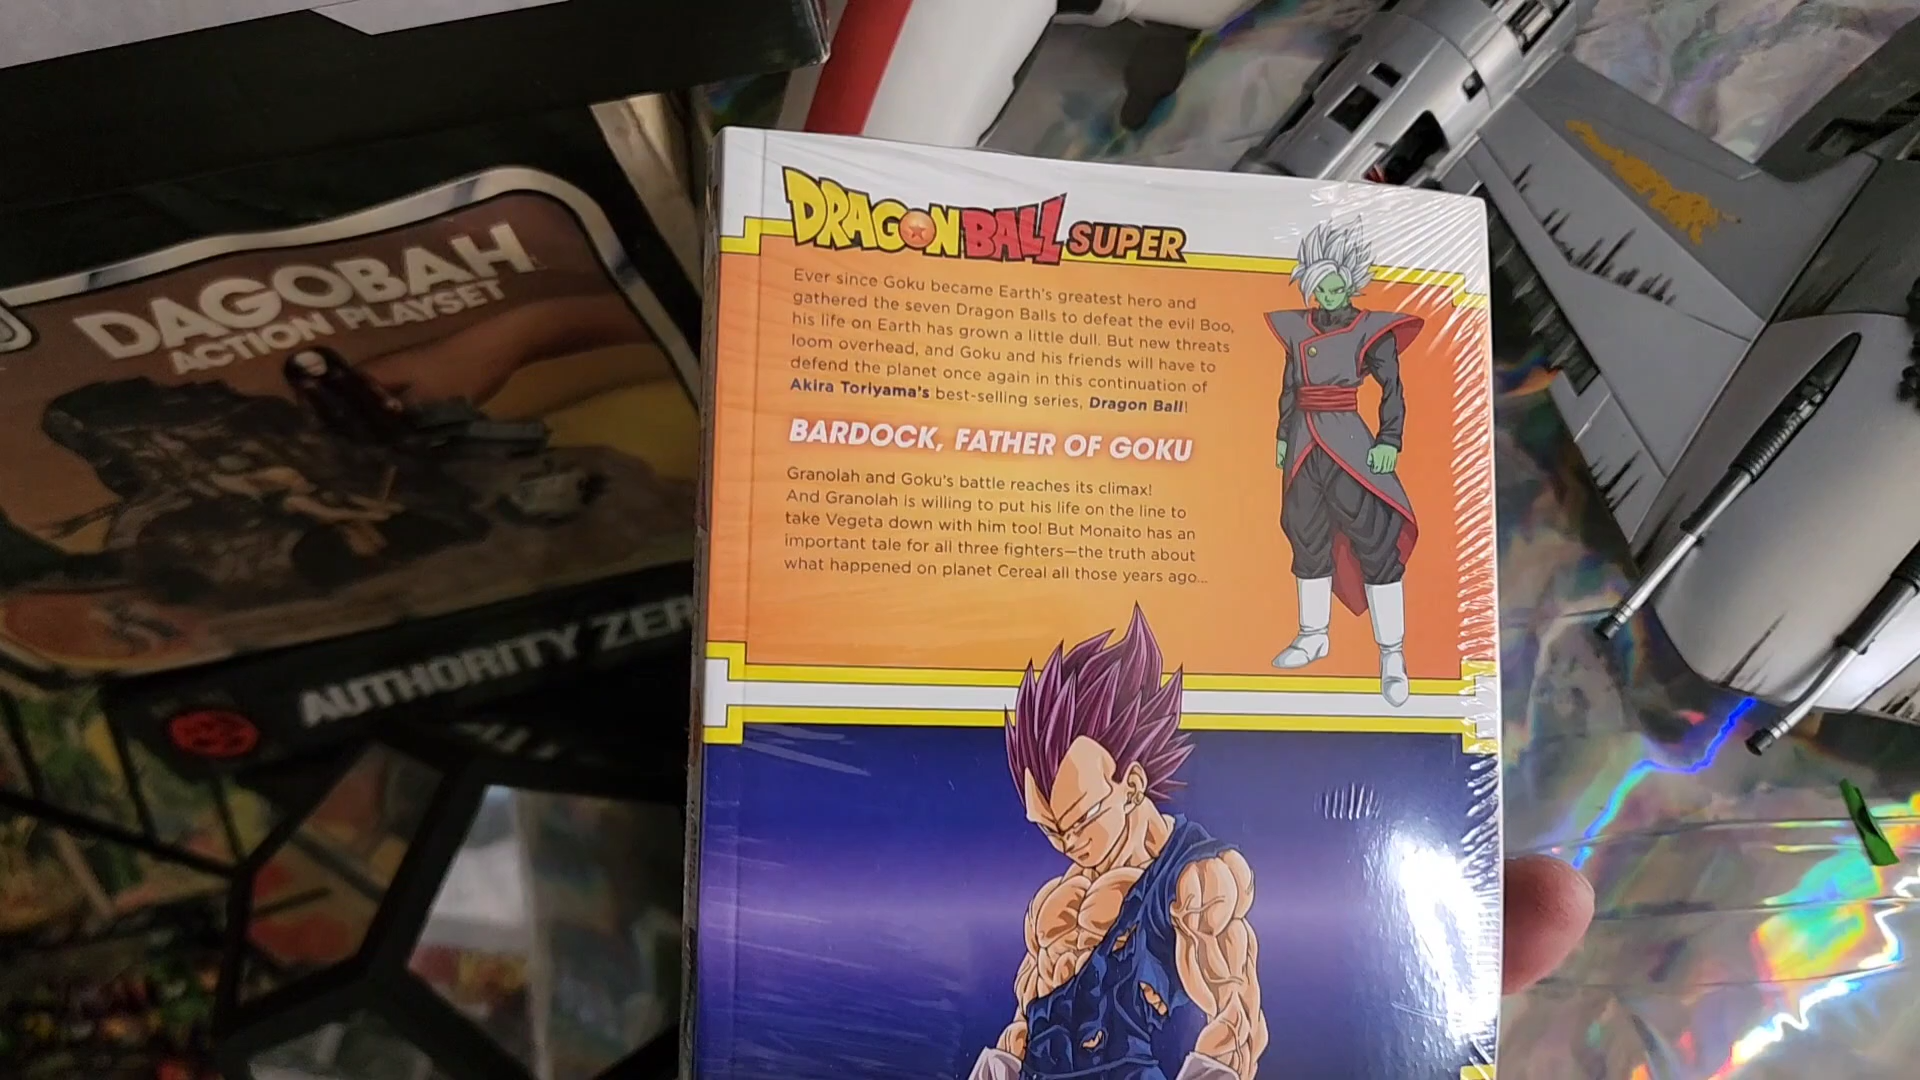 DRAGON BALL SUPER
Ever since Goku became Earth's greatest hero and
gathered the seven Dragon Balls to defeat the evil Boo,
his life on Earth has grown a little dull. But new threats
loom overhead, and Goku and his friends will have to
defend the planet once again in this continuation of
Akira Toriyama's best-selling series, Dragon Ball!
BARDOCK, FATHER OF GOKU
Granolah and Goku's battle reaches its climax!
And Granolah is willing to put his life on the line to
take Vegeta down with him too! But Monaito has an
important tale for all three fighters—the truth about
what happened on planet Cereal all those years ago...
DAGOBAH
ACTION PLAYSET
AUTHORITY